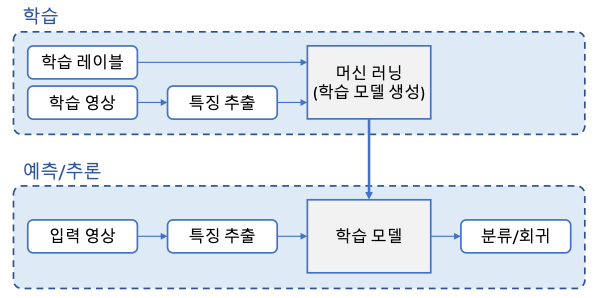 학습
학습 레이블
학습 영상
특징 추출
머신 러닝
(학습 모델 생성)
예측/추론
입력 영상
특징 추출
학습 모델
분류/회귀